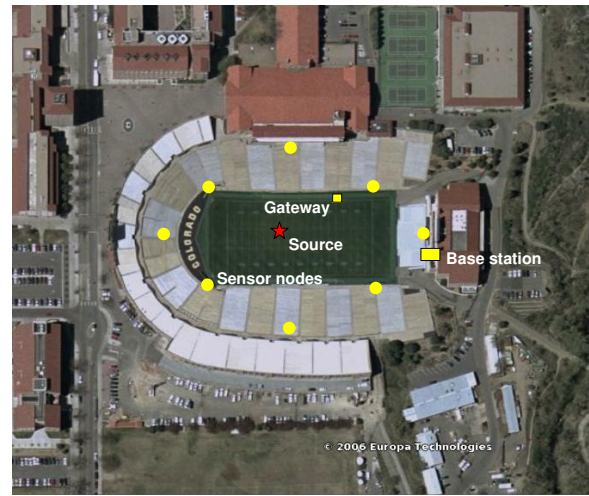 COLORADO
Gateway
Source
Base station
Sensor nodes
© 2006 Europa Technologies